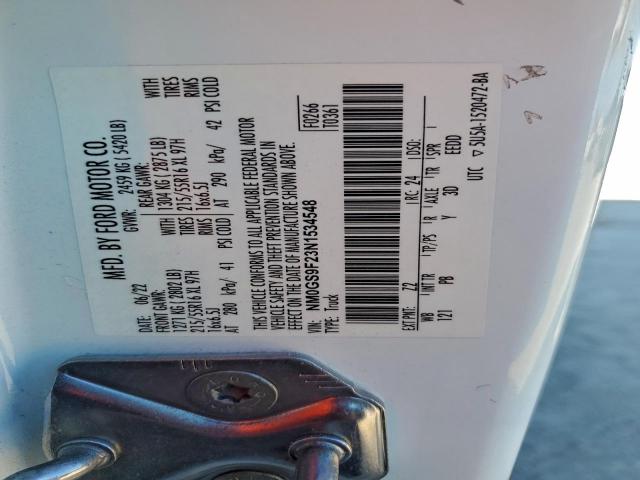 MFD. BY FORD MOTOR CO.
DATE: 06/22 GVWR: 2459 KG ( 5420 LB)
FRONT GAWR: REAR GAWR: WITH
1271 KG ( 2802 LB) 1304 KG ( 2875 LB) TIRES
215/55R16 XL 97H 215/55R16 XL 97H RIMS
16x6.5J 16x6.5J
AT 280 kPa/ 41 PSI COLD AT 290 kPa/ 42 PSI COLD
WITH
TIRES
RIMS
THIS VEHICLE CONFORMS TO ALL APPLICABLE FEDERAL MOTOR
VEHICLE SAFETY AND THEFT PREVENTION STANDARDS IN
EFFECT ON THE DATE OF MANUFACTURE SHOWN ABOVE.
VIN: NM0GS9F23N1534548 F0266
TYPE: Truck T0361
EXT PNT: Z2 RC: 24 DSO:
WB INT TR TP/PS R AXLE TR SPR
121 PB Y 3D EEDD
UTC ▽ 5U5A-1520472-BA